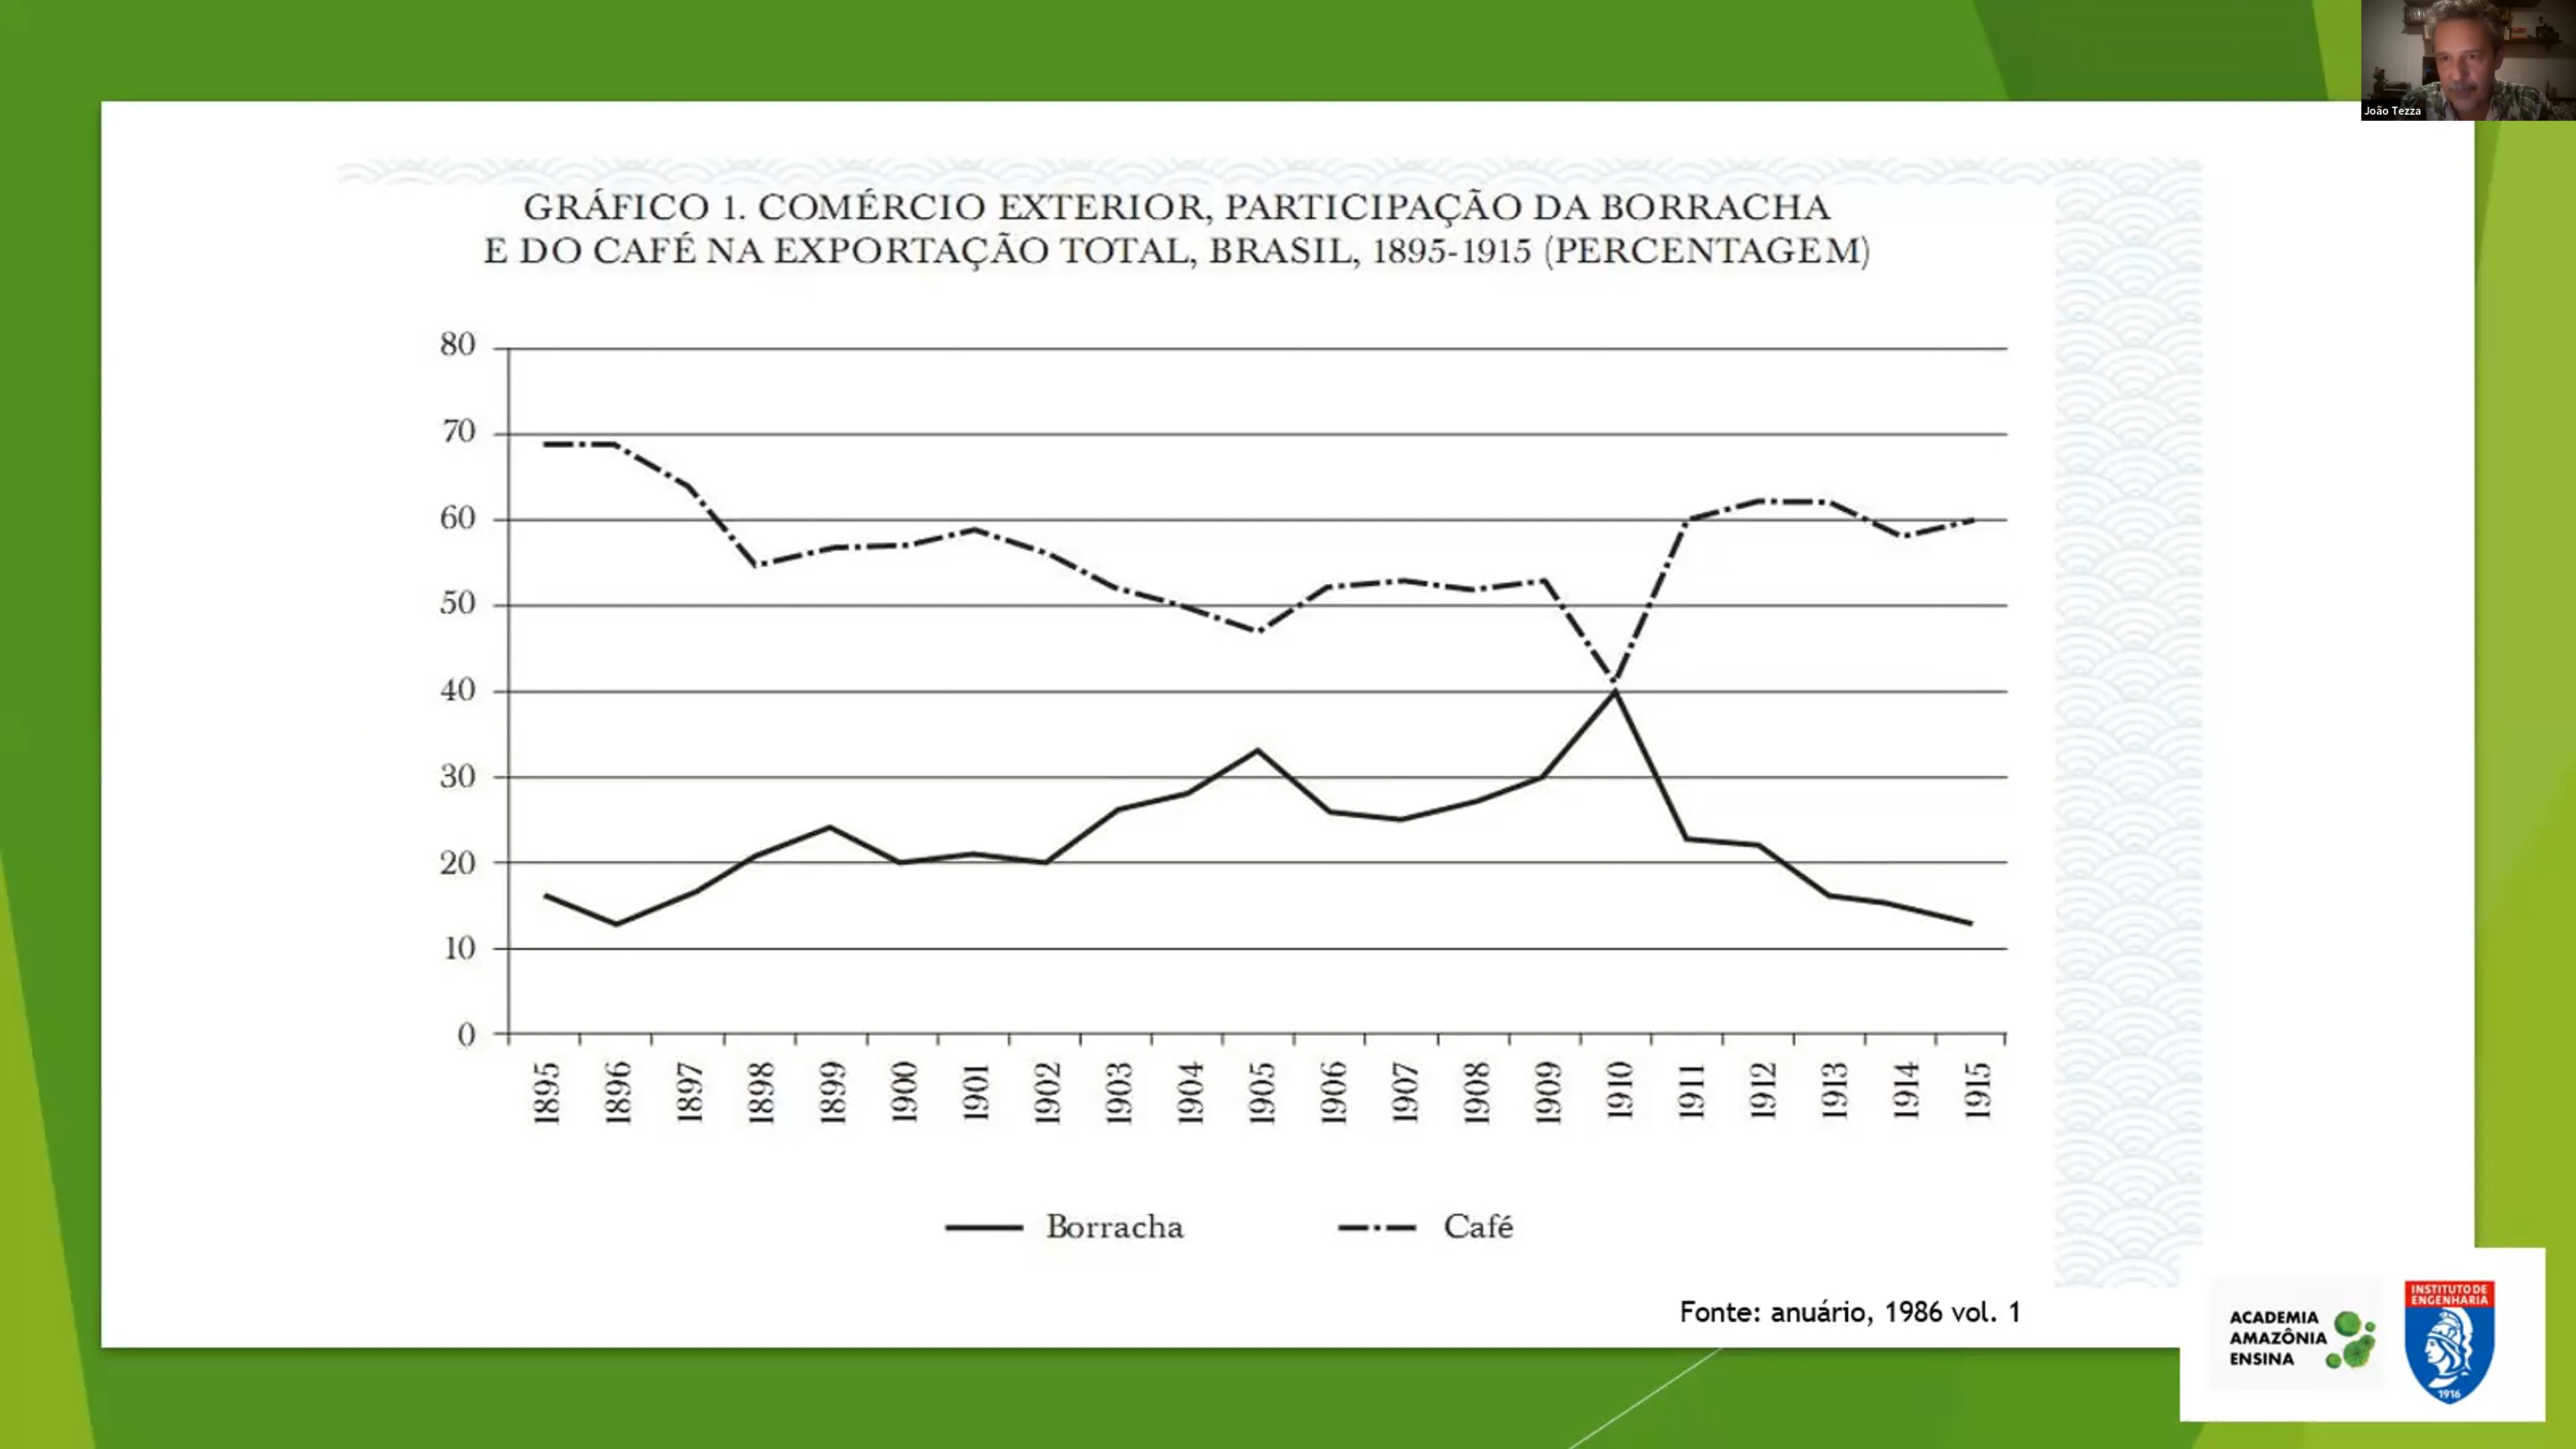 João Tezza
GRÁFICO 1. COMÉRCIO EXTERIOR, PARTICIPAÇÃO DA BORRACHA
E DO CAFÉ NA EXPORTAÇÃO TOTAL, BRASIL, 1895-1915 (PERCENTAGEM)
80
70
60
50
40
30
20
10
0
1895
1896
1897
1898
1899
1900
1901
1902
1903
1904
1905
1906
1907
1908
1909
1910
1911
1912
1913
1914
1915
Borracha
Café
Fonte: anuário, 1986 vol. 1
ACADEMIA
AMAZÔNIA
ENSINA
INSTITUTO DE
ENGENHARIA
1916